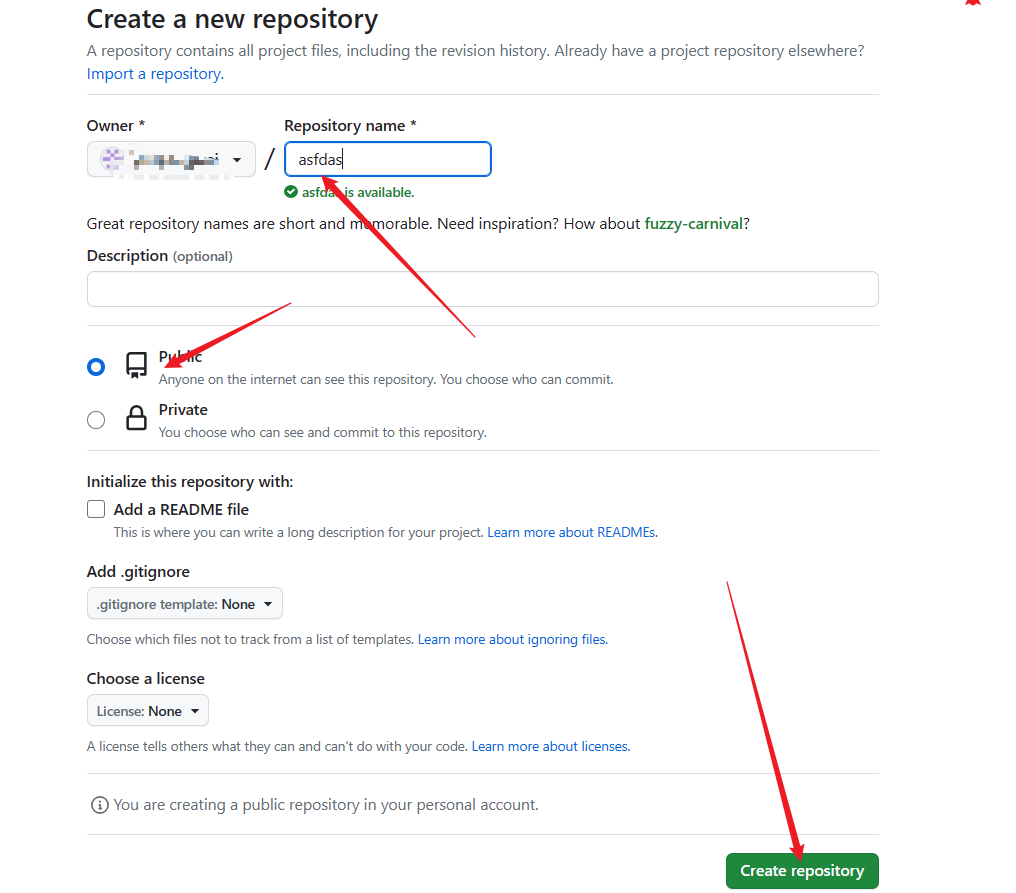 Create a new repository
A repository contains all project files, including the revision history. Already have a project repository elsewhere?
Import a repository.
Owner *
Repository name *
/
asfdas
asfdas is available.
Great repository names are short and memorable. Need inspiration? How about fuzzy-carnival?
Description (optional)
Public
Anyone on the internet can see this repository. You choose who can commit.
Private
You choose who can see and commit to this repository.
Initialize this repository with:
Add a README file
This is where you can write a long description for your project. Learn more about READMEs.
Add .gitignore
.gitignore template: None
Choose which files not to track from a list of templates. Learn more about ignoring files.
Choose a license
License: None
A license tells others what they can and can't do with your code. Learn more about licenses.
You are creating a public repository in your personal account.
Create repository